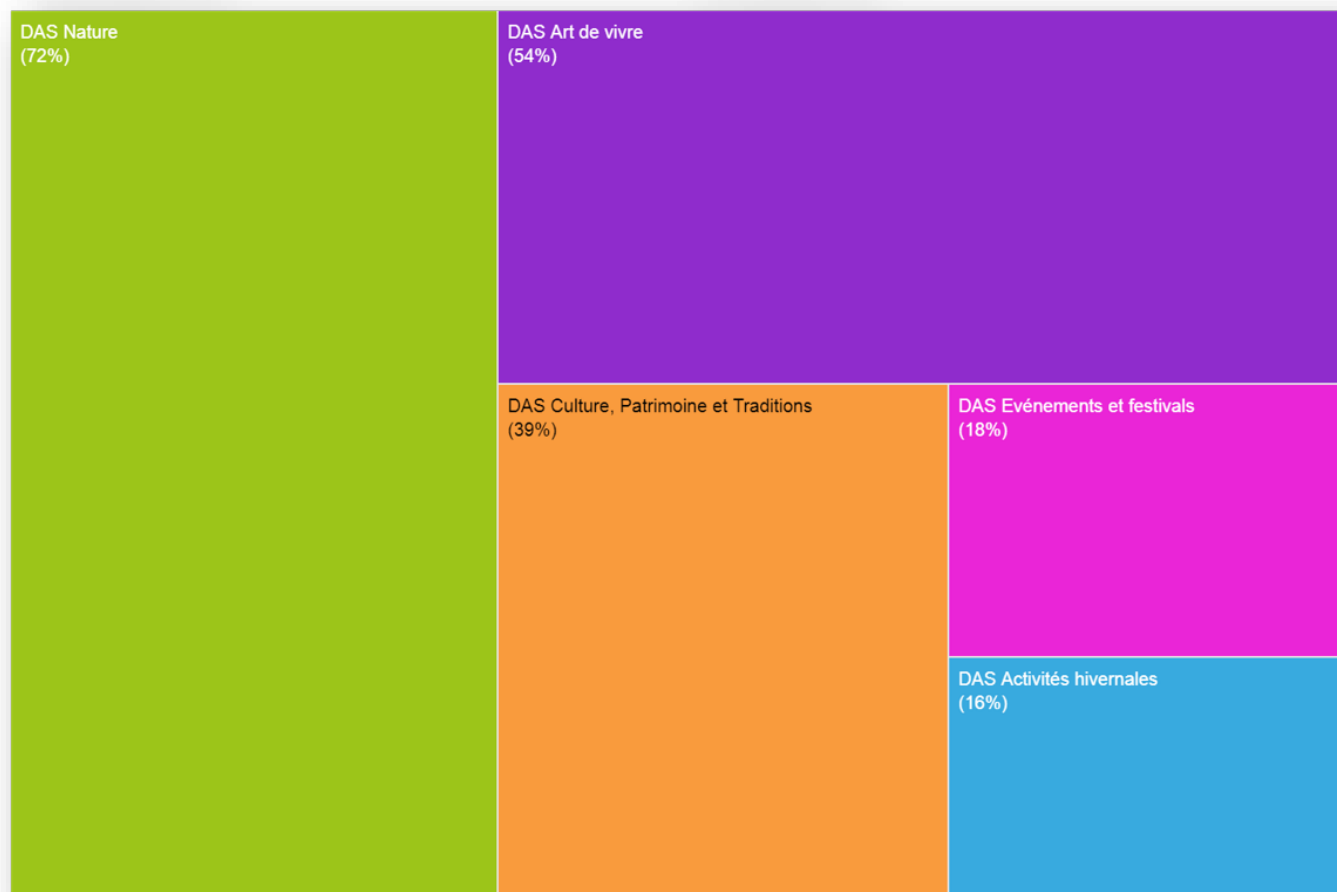 DAS Nature
(72%)
DAS Art de vivre
(54%)
DAS Culture, Patrimoine et Traditions
(39%)
DAS Evénements et festivals
(18%)
DAS Activités hivernales
(16%)